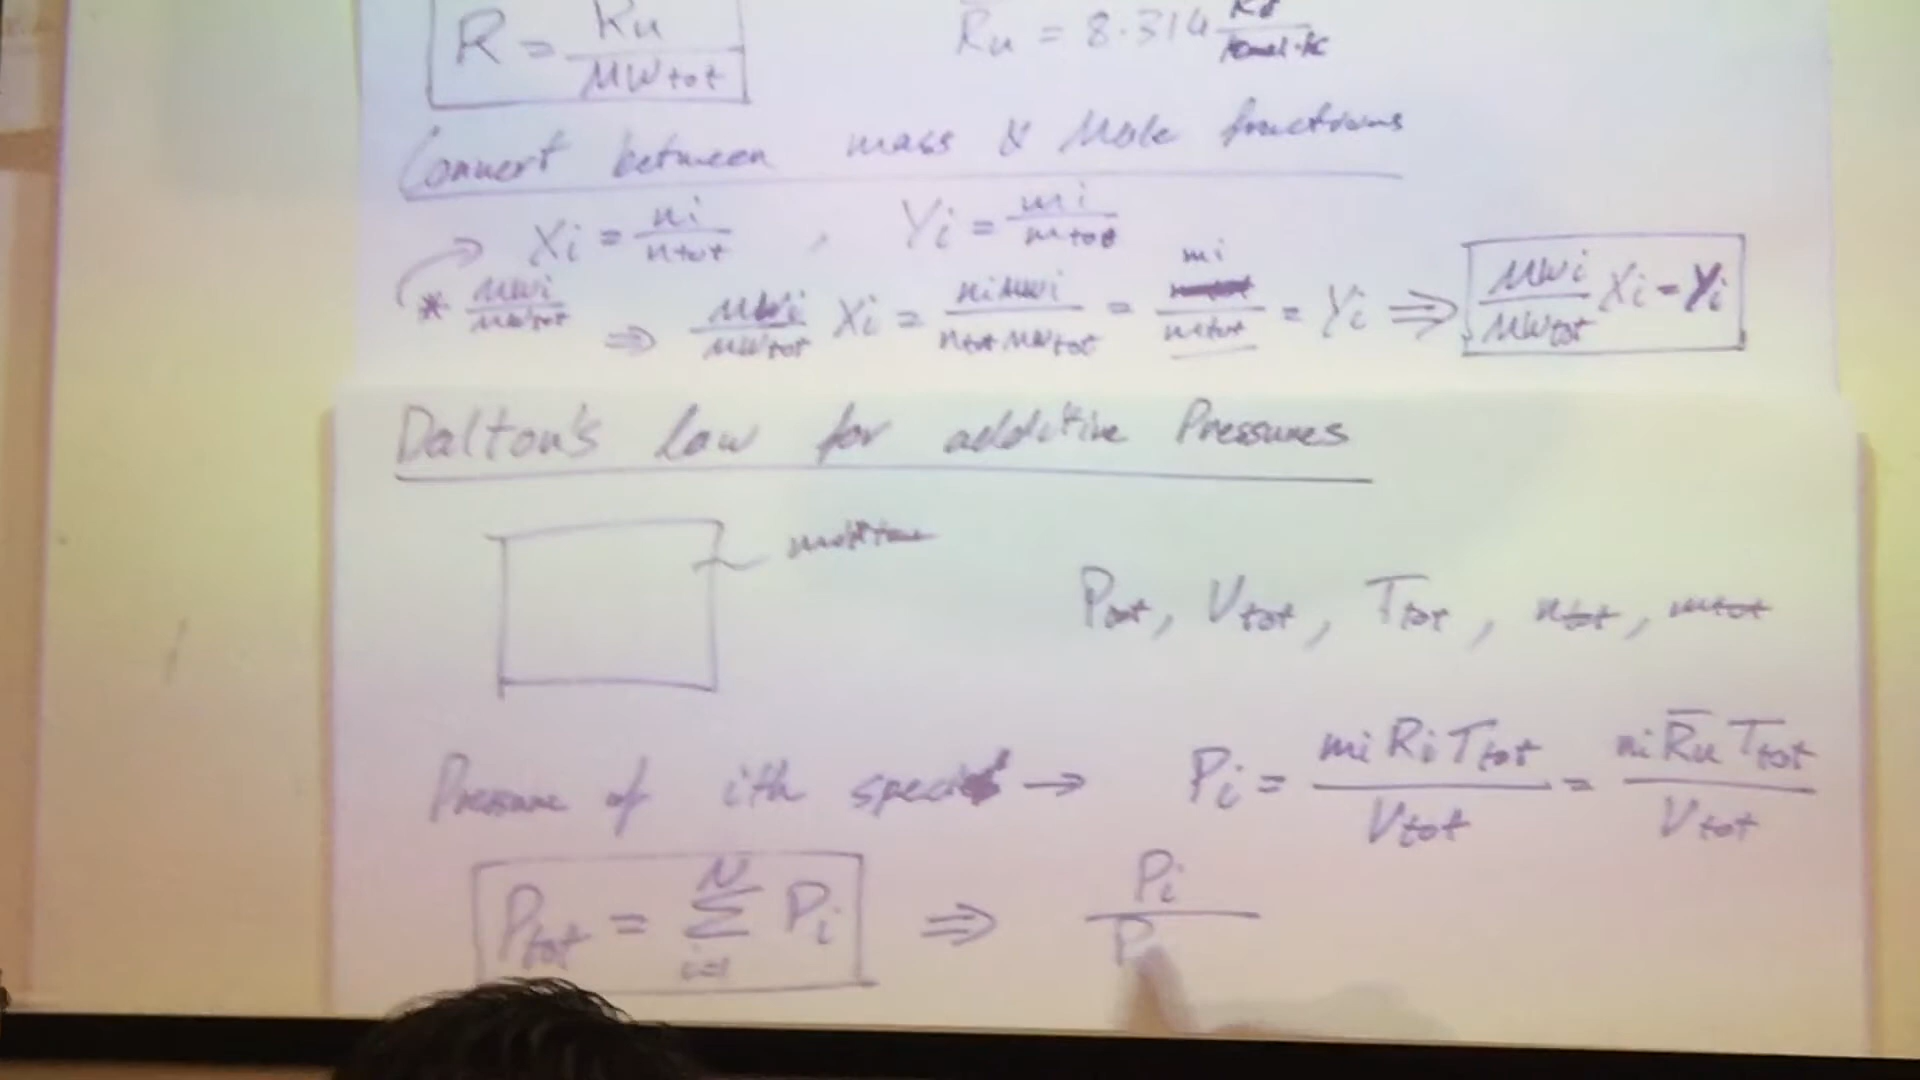 R = Ru / MWtot    R̅u = 8.314 kJ / kmol·K
Convert between mass & Mole fractions
Xi = ni / ntot , Yi = mi / mtot
* MWi / MWtot ⇒ MWi / MWtot Xi = ni MWi / ntot MWtot = mi / mtot = Yi ⇒ MWi / MWtot Xi = Yi
Dalton's law for additive Pressures
mixture
Ptot, Vtot, Ttot, ntot, mtot
Pressure of ith species → Pi = mi Ri Ttot / Vtot = ni R̅u Ttot / Vtot
Ptot = N Σ i=1 Pi ⇒ Pi / P